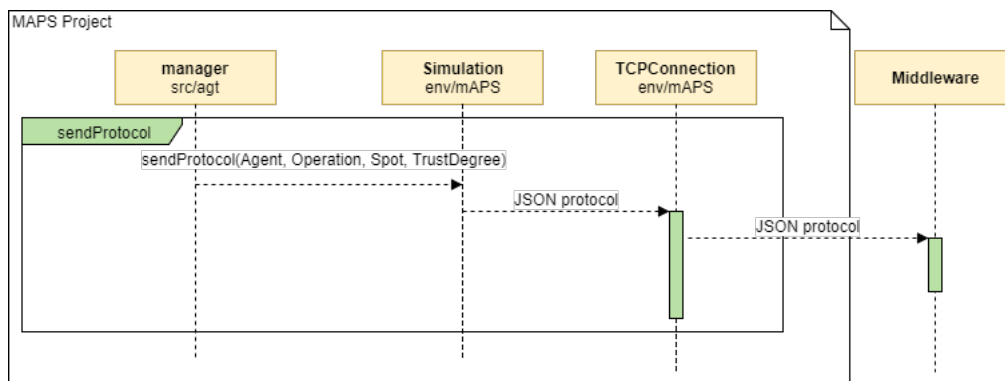 MAPS Project
manager
src/agt
Simulation
env/mAPS
TCPConnection
env/mAPS
Middleware
sendProtocol
sendProtocol(Agent, Operation, Spot, TrustDegree)
JSON protocol
JSON protocol